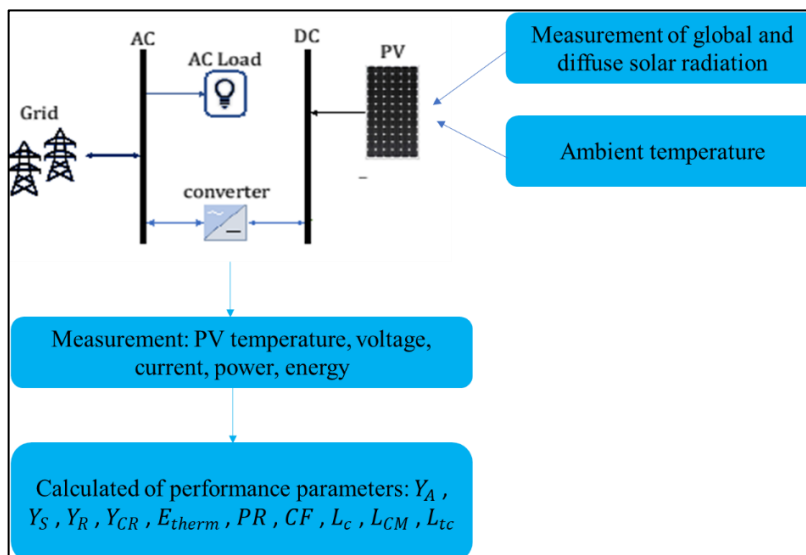 AC
DC
PV
AC Load
Grid
converter
Measurement of global and
diffuse solar radiation
Ambient temperature
Measurement: PV temperature, voltage,
current, power, energy
Calculated of performance parameters: Y_A ,
Y_S , Y_R , Y_CR , E_therm , PR , CF , L_c , L_CM , L_tc